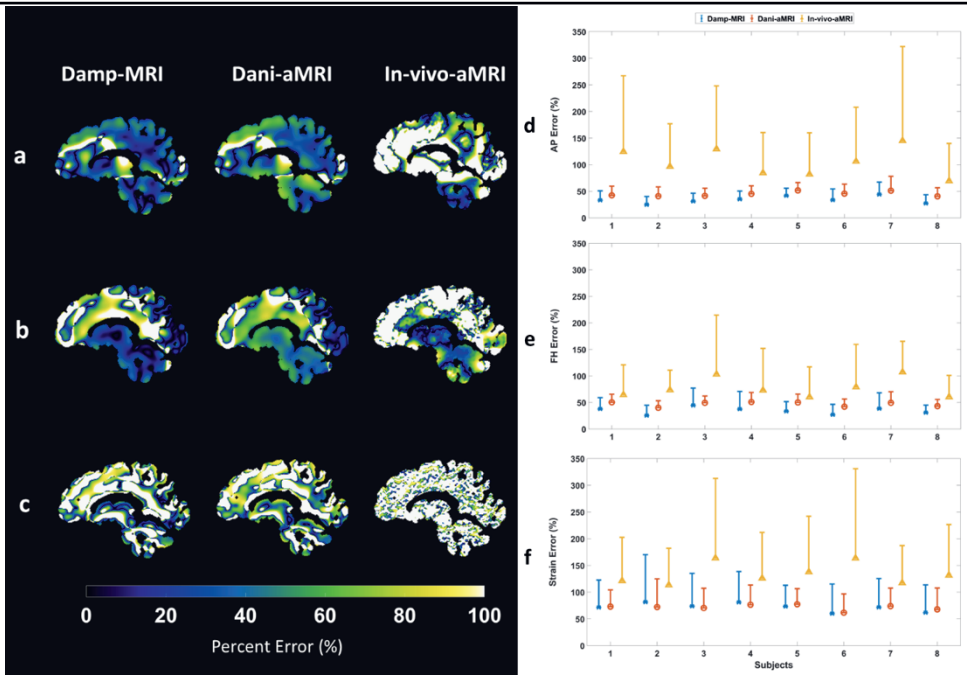 Damp-MRI Dani-aMRI In-vivo-aMRI
a
b
c
0 20 40 60 80 100
Percent Error (%)
Damp-MRI Dani-aMRI In-vivo-aMRI
d
AP Error (%)
350
300
250
200
150
100
50
0
1 2 3 4 5 6 7 8
e
FH Error (%)
350
300
250
200
150
100
50
0
1 2 3 4 5 6 7 8
f
Strain Error (%)
350
300
250
200
150
100
50
0
1 2 3 4 5 6 7 8
Subjects